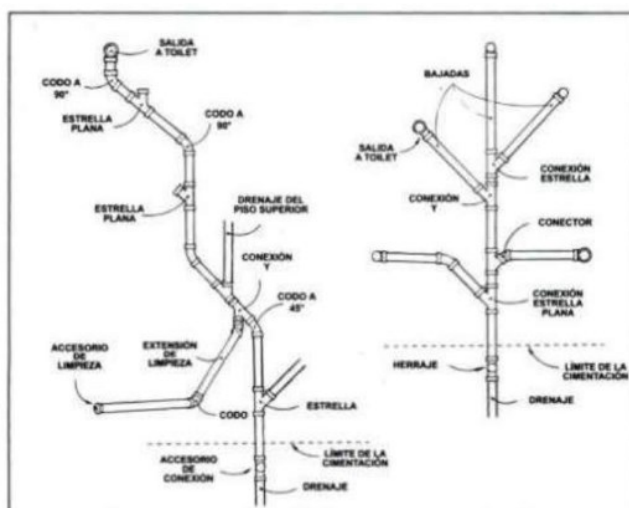 SALIDA
A TOILET
CODO A
90°
ESTRELLA
PLANA
CODO A
90°
ESTRELLA
PLANA
DRENAJE DEL
PISO SUPERIOR
CONEXIÓN
Y
CODO A
45°
ACCESORIO
DE
LIMPIEZA
EXTENSIÓN
DE
LIMPIEZA
CODO
ESTRELLA
LÍMITE DE LA
CIMENTACIÓN
ACCESORIO
DE
CONEXIÓN
DRENAJE
BAJADAS
SALIDA
A TOILET
CONEXIÓN
ESTRELLA
CONEXIÓN
Y
CONECTOR
CONEXIÓN
ESTRELLA
PLANA
HERRAJE
LÍMITE DE LA
CIMENTACIÓN
DRENAJE